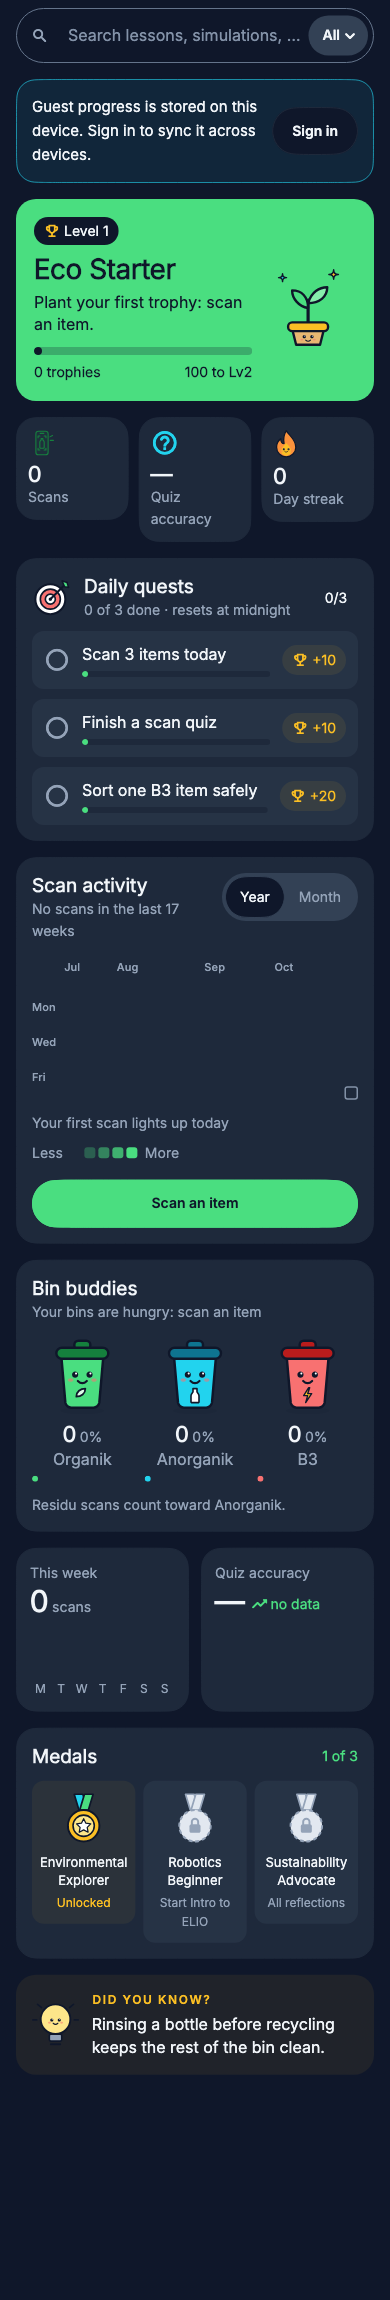 Search lessons, simulations, ...
All
Guest progress is stored on this
device. Sign in to sync it across
devices.
Sign in
Level 1
Eco Starter
Plant your first trophy: scan
an item.
0 trophies
100 to Lv2
0
Scans
—
Quiz
accuracy
0
Day streak
Daily quests
0 of 3 done · resets at midnight
0/3
Scan 3 items today
+10
Finish a scan quiz
+10
Sort one B3 item safely
+20
Scan activity
No scans in the last 17
weeks
Year
Month
Jul
Aug
Sep
Oct
Mon
Wed
Fri
Your first scan lights up today
Less
More
Scan an item
Bin buddies
Your bins are hungry: scan an item
0 0%
Organik
0 0%
Anorganik
0 0%
B3
Residu scans count toward Anorganik.
This week
0 scans
M T W T F S S
Quiz accuracy
— no data
Medals
1 of 3
Environmental
Explorer
Unlocked
Robotics
Beginner
Start Intro to
ELIO
Sustainability
Advocate
All reflections
DID YOU KNOW?
Rinsing a bottle before recycling
keeps the rest of the bin clean.